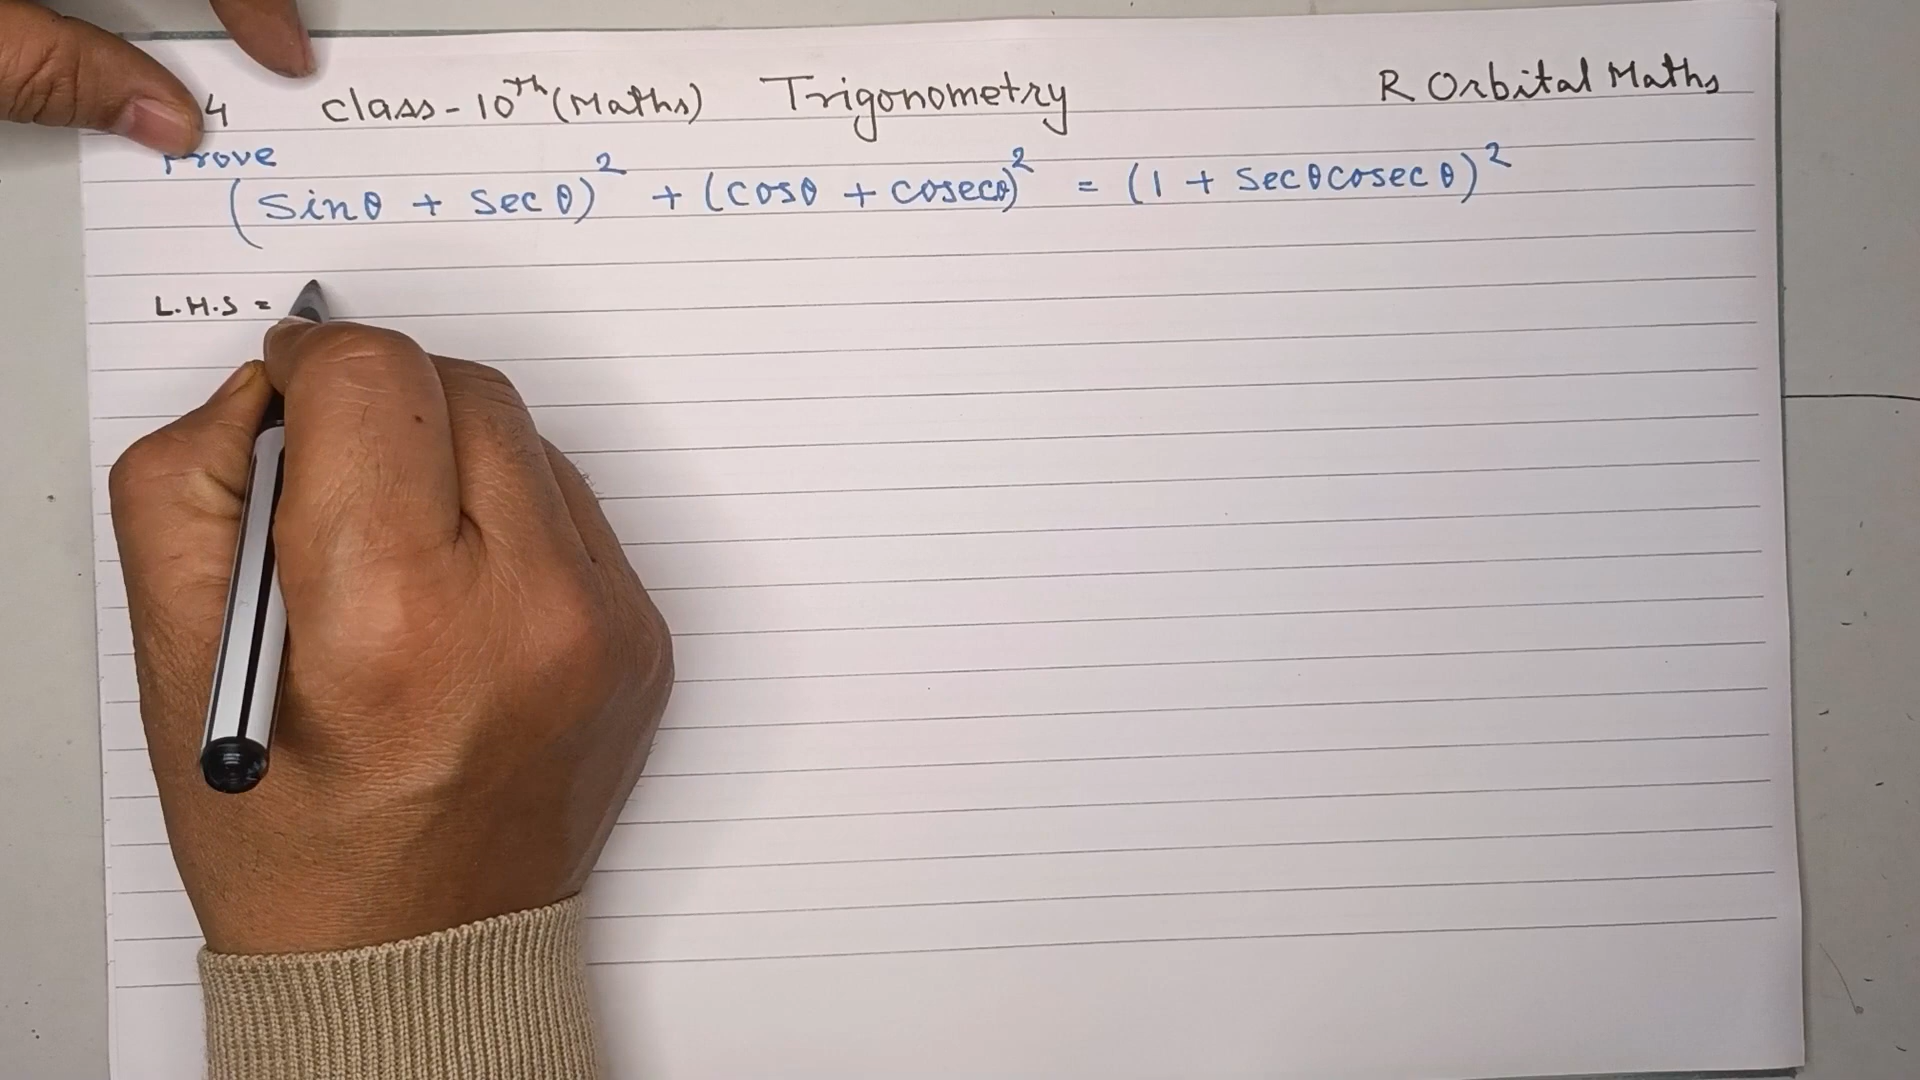 4 Class-10th (Maths) Trigonometry R Orbital Maths
Prove
(sinθ + secθ)² + (cosθ + cosecθ)² = (1 + secθcosecθ)²
L.H.S =